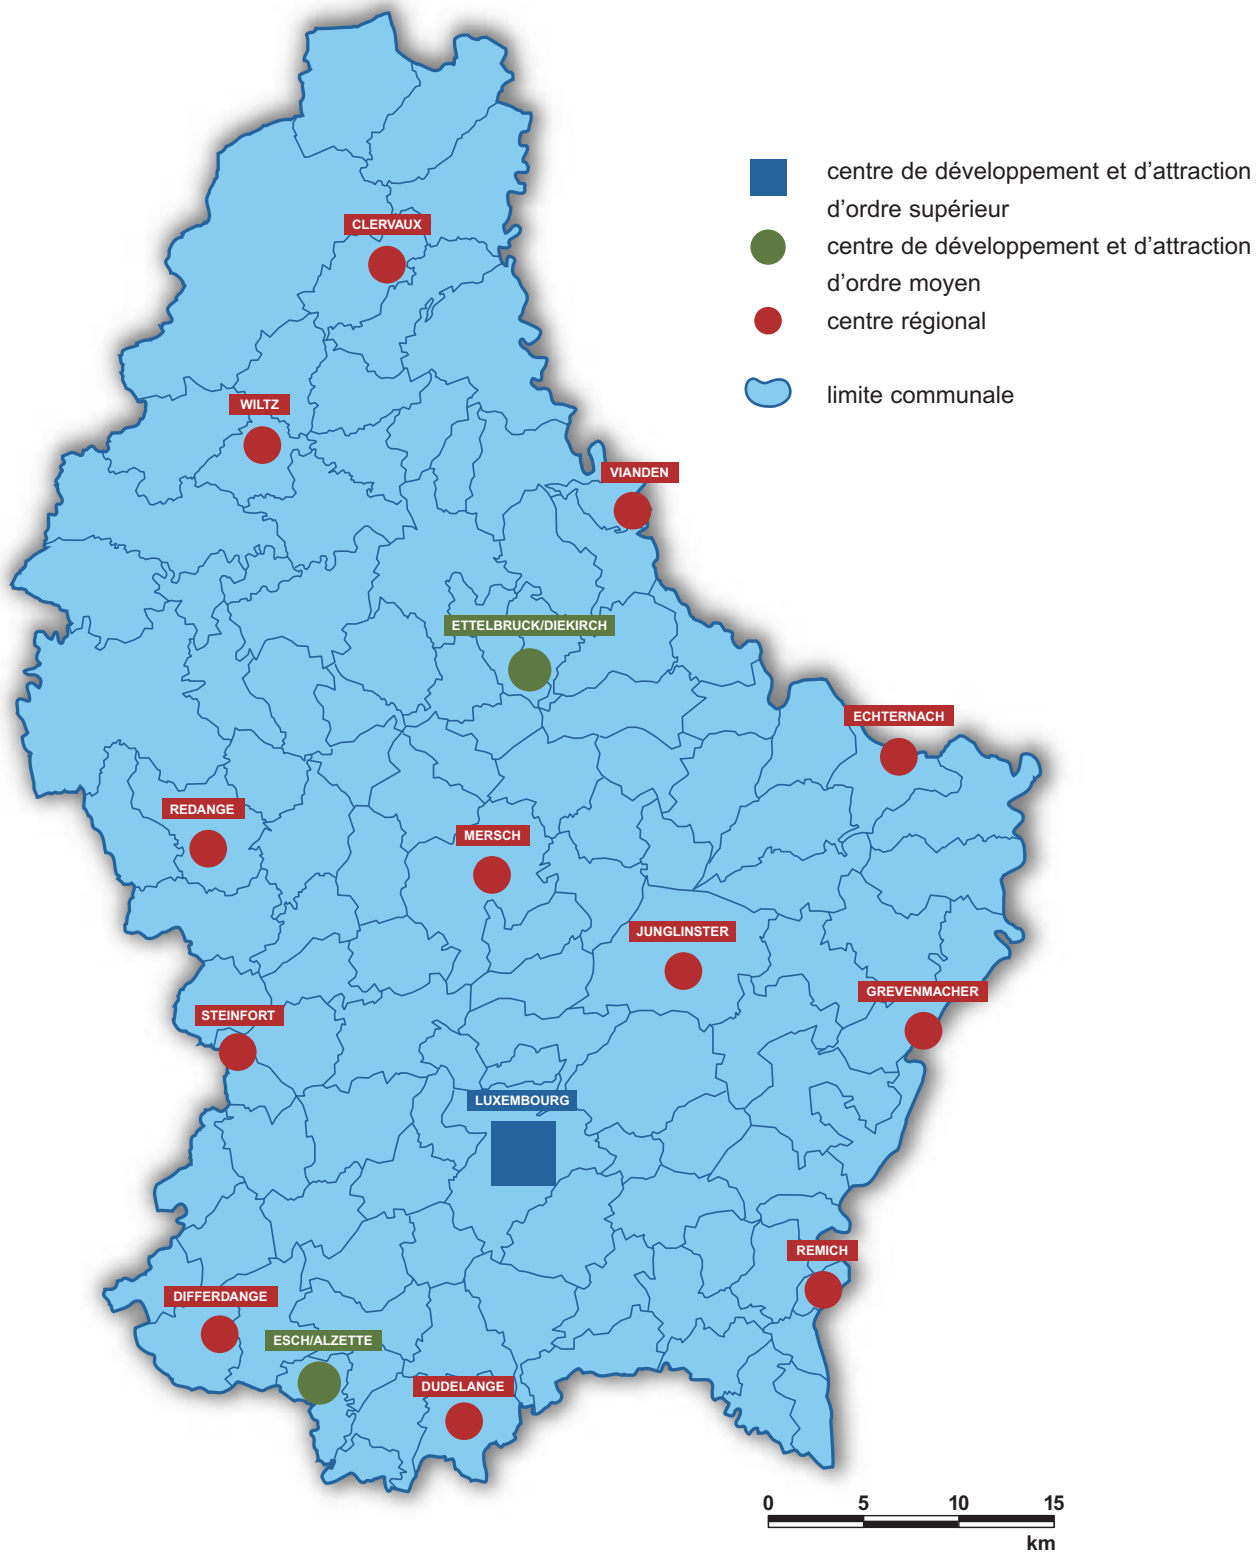 centre de développement et d'attraction
d'ordre supérieur
centre de développement et d'attraction
d'ordre moyen
centre régional
limite communale
CLERVAUX
WILTZ
VIANDEN
ETTELBRUCK/DIEKIRCH
ECHTERNACH
REDANGE
MERSCH
JUNGLINSTER
GREVENMACHER
STEINFORT
LUXEMBOURG
REMICH
DIFFERDANGE
ESCH/ALZETTE
DUDELANGE
0 5 10 15
km